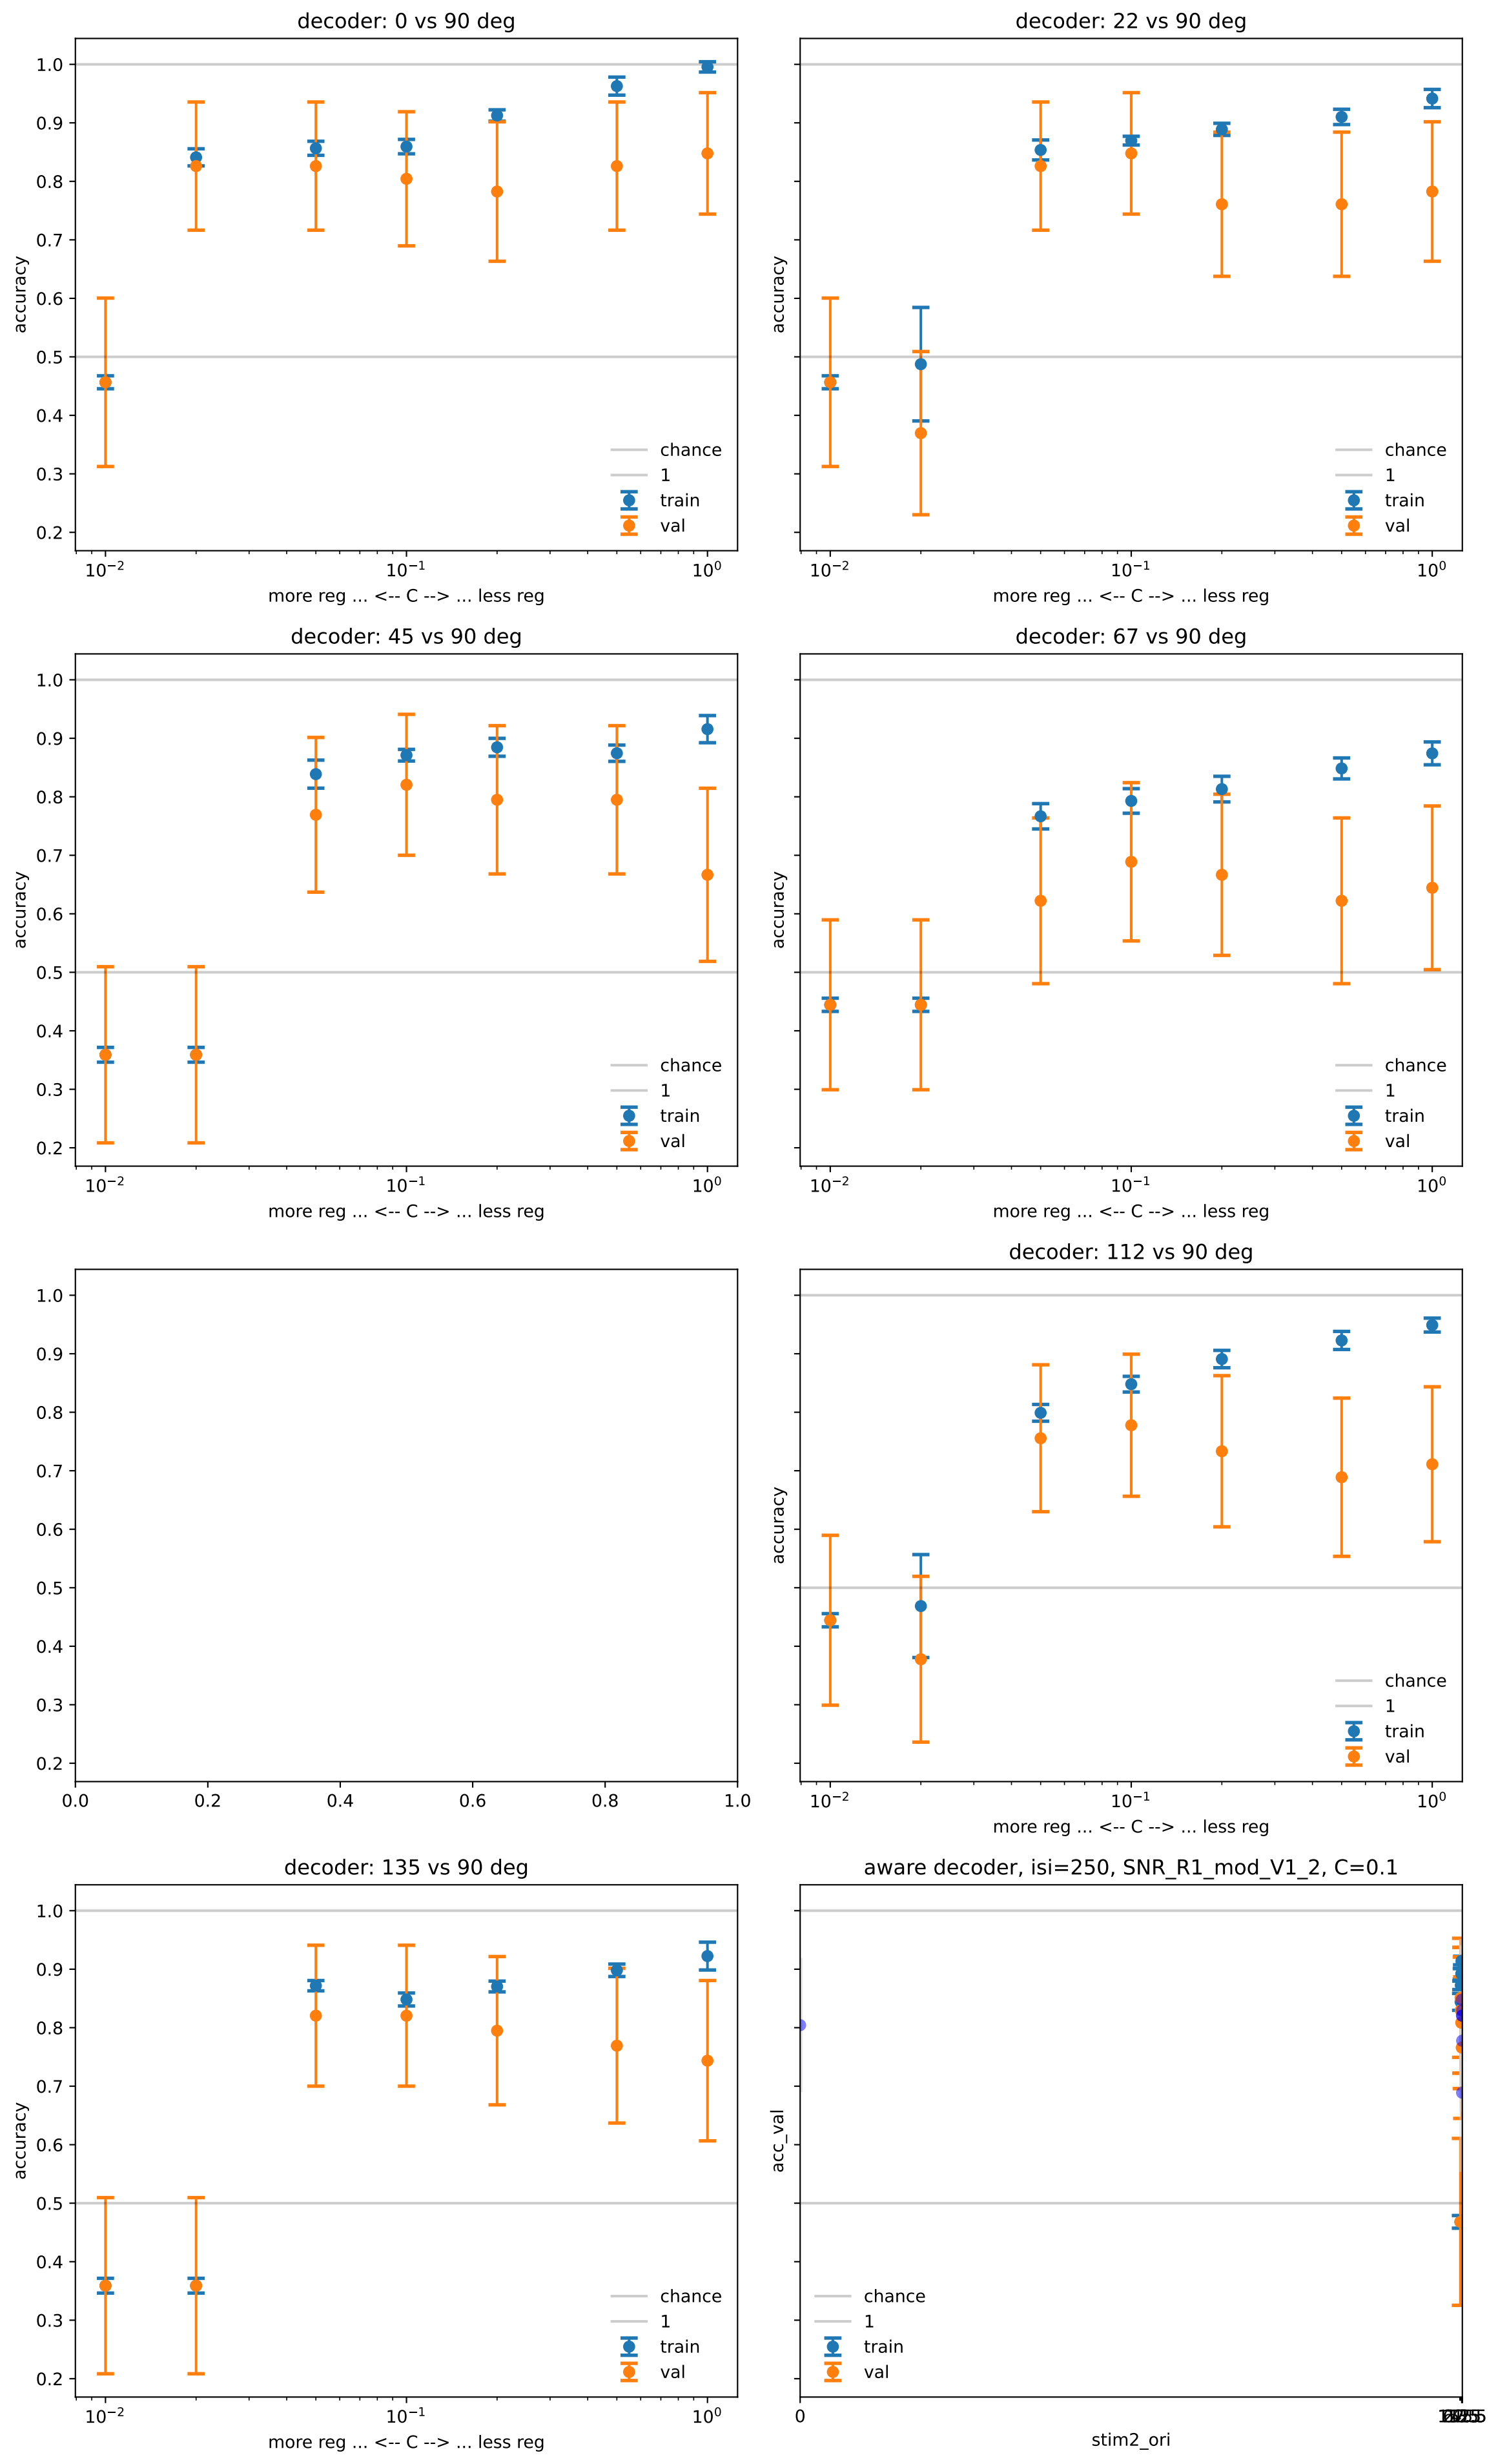 decoder: 0 vs 90 deg
1.0
0.9
0.8
0.7
0.6
0.5
0.4
0.3
0.2
accuracy
chance
1
train
val
10⁻²
10⁻¹
10⁰
more reg ... <-- C --> ... less reg
decoder: 22 vs 90 deg
accuracy
chance
1
train
val
10⁻²
10⁻¹
10⁰
more reg ... <-- C --> ... less reg
decoder: 45 vs 90 deg
1.0
0.9
0.8
0.7
0.6
0.5
0.4
0.3
0.2
accuracy
chance
1
train
val
10⁻²
10⁻¹
10⁰
more reg ... <-- C --> ... less reg
decoder: 67 vs 90 deg
accuracy
chance
1
train
val
10⁻²
10⁻¹
10⁰
more reg ... <-- C --> ... less reg
1.0
0.9
0.8
0.7
0.6
0.5
0.4
0.3
0.2
0.0
0.2
0.4
0.6
0.8
1.0
decoder: 112 vs 90 deg
accuracy
chance
1
train
val
10⁻²
10⁻¹
10⁰
more reg ... <-- C --> ... less reg
decoder: 135 vs 90 deg
1.0
0.9
0.8
0.7
0.6
0.5
0.4
0.3
0.2
accuracy
chance
1
train
val
10⁻²
10⁻¹
10⁰
more reg ... <-- C --> ... less reg
aware decoder, isi=250, SNR_R1_mod_V1_2, C=0.1
acc_val
chance
1
train
val
0
stim2_ori